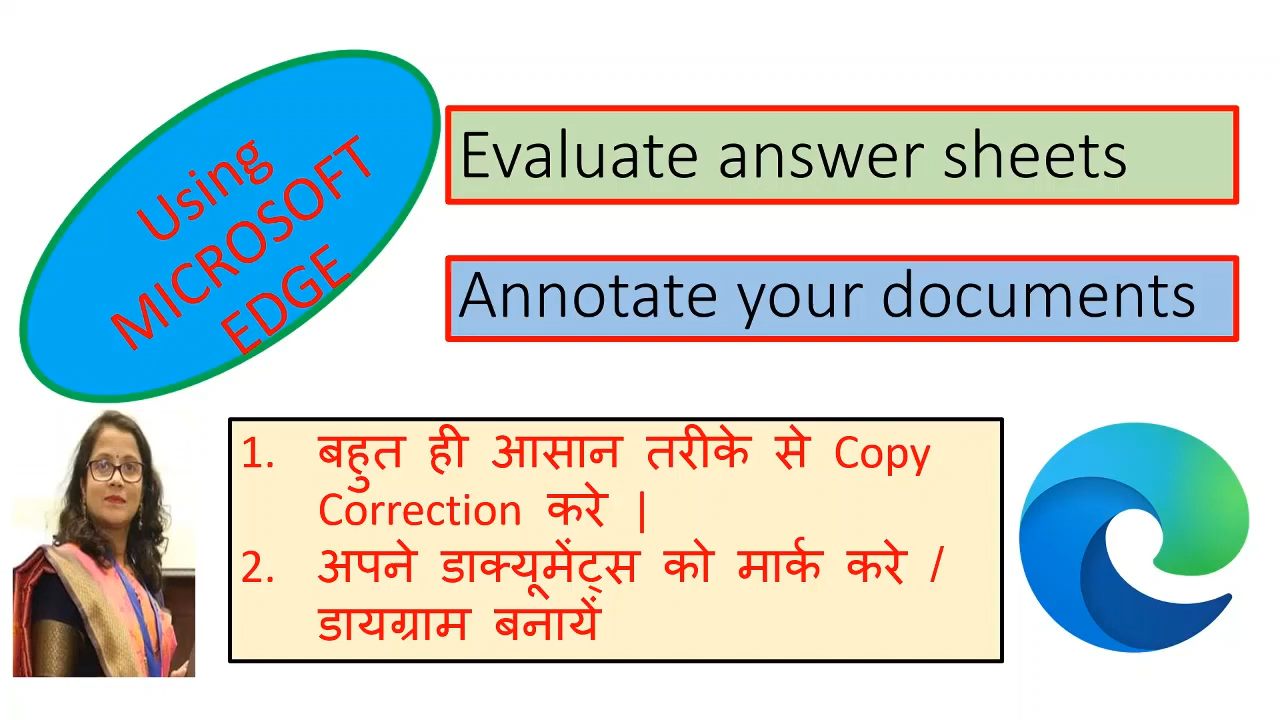 Using
MICROSOFT
EDGE
Evaluate answer sheets
Annotate your documents
1. बहुत ही आसान तरीके से Copy
Correction करे |
2. अपने डाक्यूमेंट्स को मार्क करे /
डायग्राम बनायें